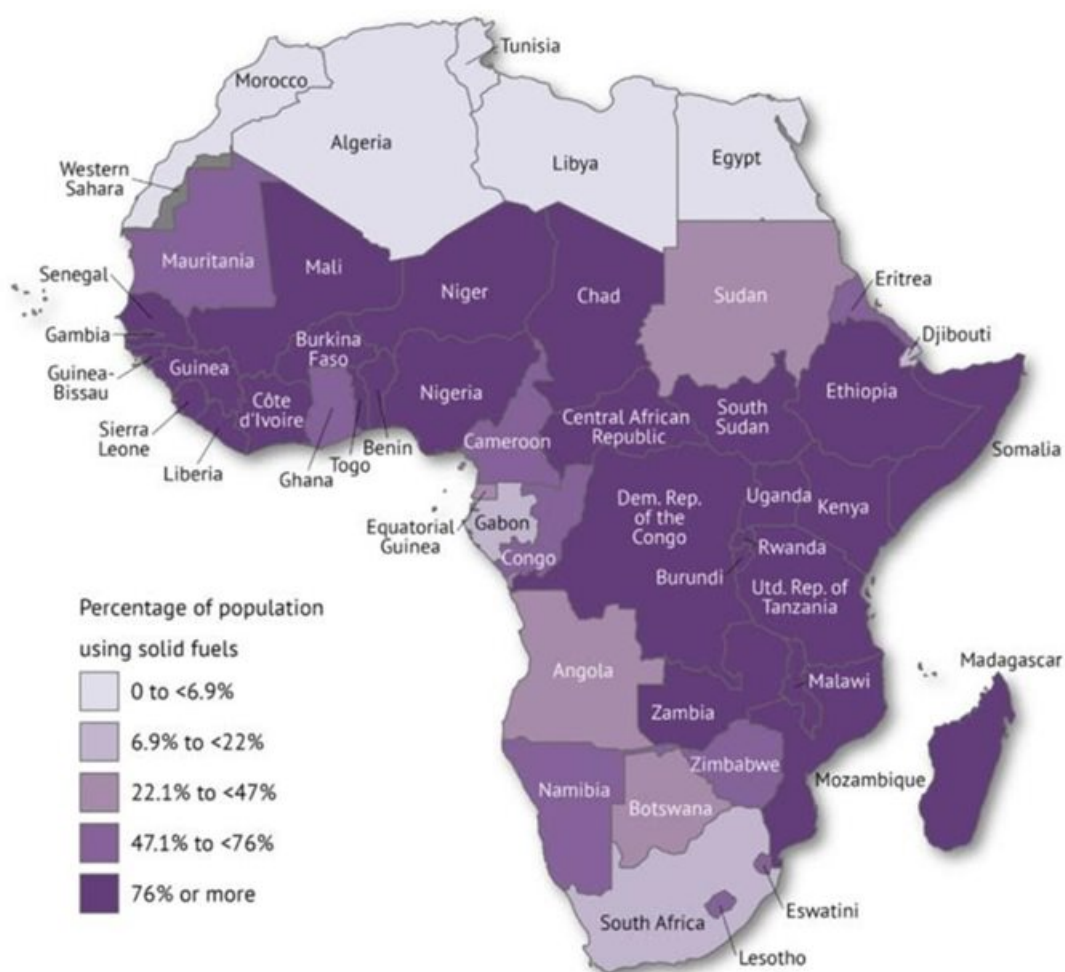 Tunisia
Morocco
Algeria
Libya
Egypt
Western
Sahara
Mauritania
Mali
Niger
Chad
Sudan
Eritrea
Senegal
Gambia
Guinea-
Bissau
Guinea
Burkina
Faso
Djibouti
Nigeria
Ethiopia
Côte
d'Ivoire
Central African
Republic
South
Sudan
Sierra
Leone
Liberia
Ghana
Togo
Benin
Cameroon
Somalia
Dem. Rep.
of the
Congo
Uganda
Kenya
Equatorial
Guinea
Gabon
Congo
Rwanda
Burundi
Utd. Rep. of
Tanzania
Percentage of population
using solid fuels
0 to <6.9%
6.9% to <22%
22.1% to <47%
47.1% to <76%
76% or more
Angola
Malawi
Madagascar
Zambia
Zimbabwe
Mozambique
Namibia
Botswana
South Africa
Eswatini
Lesotho